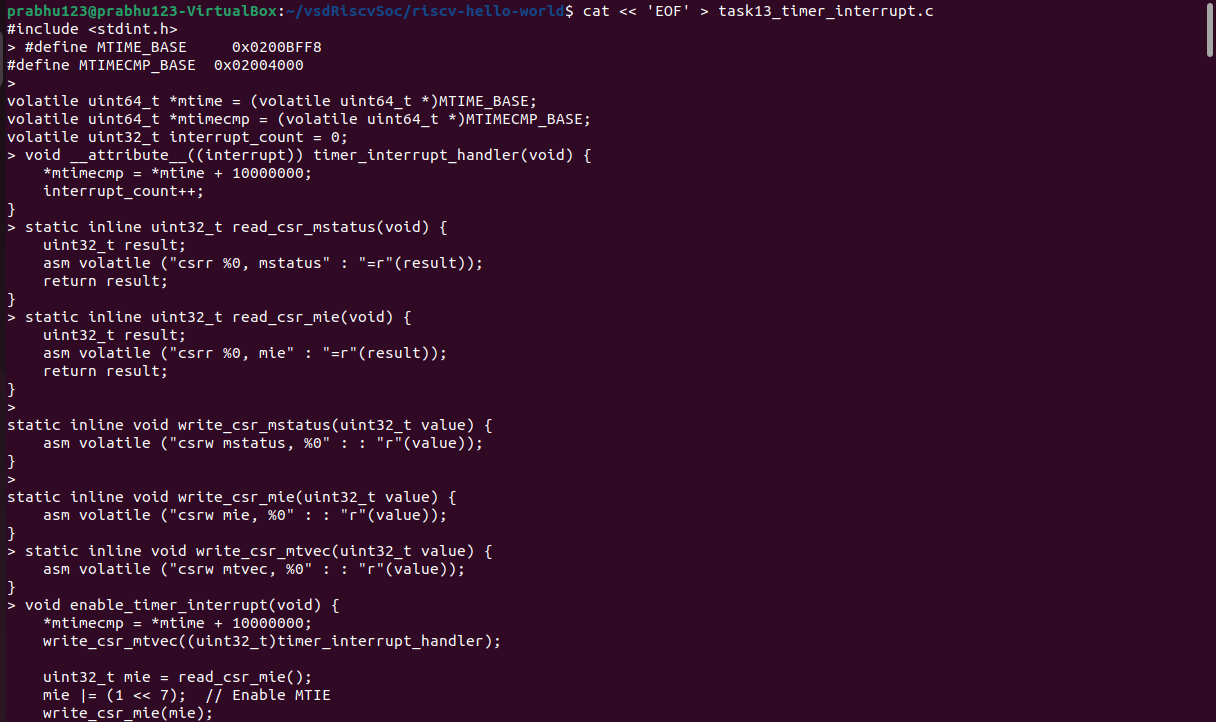 prabhu123@prabhu123-VirtualBox:~/vsdRiscvSoc/riscv-hello-world$ cat << 'EOF' > task13_timer_interrupt.c
#include <stdint.h>
> #define MTIME_BASE     0x0200BFF8
#define MTIMECMP_BASE  0x02004000
>
volatile uint64_t *mtime = (volatile uint64_t *)MTIME_BASE;
volatile uint64_t *mtimecmp = (volatile uint64_t *)MTIMECMP_BASE;
volatile uint32_t interrupt_count = 0;
> void __attribute__((interrupt)) timer_interrupt_handler(void) {
    *mtimecmp = *mtime + 10000000;
    interrupt_count++;
}
> static inline uint32_t read_csr_mstatus(void) {
    uint32_t result;
    asm volatile ("csrr %0, mstatus" : "=r"(result));
    return result;
}
> static inline uint32_t read_csr_mie(void) {
    uint32_t result;
    asm volatile ("csrr %0, mie" : "=r"(result));
    return result;
}
>
static inline void write_csr_mstatus(uint32_t value) {
    asm volatile ("csrw mstatus, %0" : : "r"(value));
}
>
static inline void write_csr_mie(uint32_t value) {
    asm volatile ("csrw mie, %0" : : "r"(value));
}
> static inline void write_csr_mtvec(uint32_t value) {
    asm volatile ("csrw mtvec, %0" : : "r"(value));
}
> void enable_timer_interrupt(void) {
    *mtimecmp = *mtime + 10000000;
    write_csr_mtvec((uint32_t)timer_interrupt_handler);

    uint32_t mie = read_csr_mie();
    mie |= (1 << 7);  // Enable MTIE
    write_csr_mie(mie);